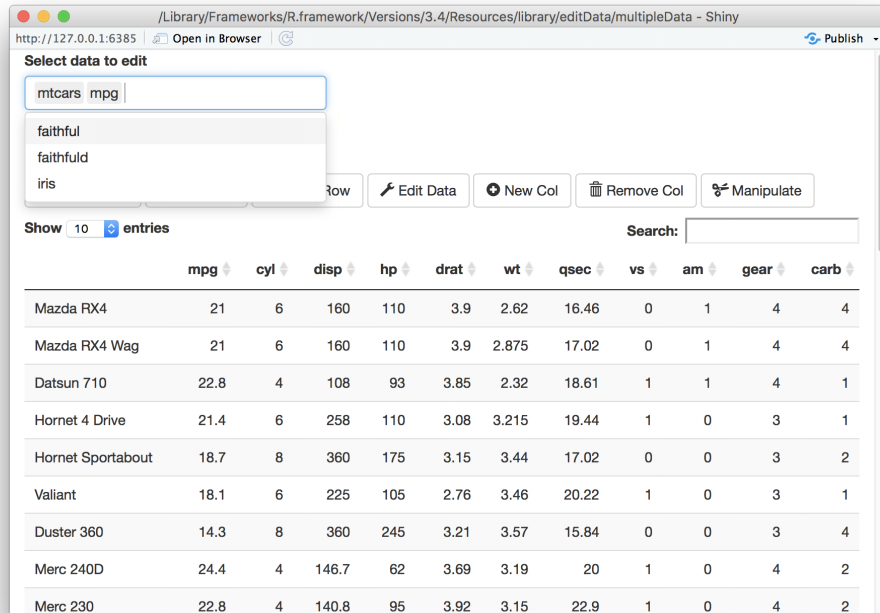 /Library/Frameworks/R.framework/Versions/3.4/Resources/library/editData/multipleData - Shiny
http://127.0.0.1:6385 Open in Browser Publish
Select data to edit
mtcars mpg
faithful
faithfuld
iris
Row Edit Data New Col Remove Col Manipulate
Show 10 entries Search:
mpg cyl disp hp drat wt qsec vs am gear carb
Mazda RX4 21 6 160 110 3.9 2.62 16.46 0 1 4 4
Mazda RX4 Wag 21 6 160 110 3.9 2.875 17.02 0 1 4 4
Datsun 710 22.8 4 108 93 3.85 2.32 18.61 1 1 4 1
Hornet 4 Drive 21.4 6 258 110 3.08 3.215 19.44 1 0 3 1
Hornet Sportabout 18.7 8 360 175 3.15 3.44 17.02 0 0 3 2
Valiant 18.1 6 225 105 2.76 3.46 20.22 1 0 3 1
Duster 360 14.3 8 360 245 3.21 3.57 15.84 0 0 3 4
Merc 240D 24.4 4 146.7 62 3.69 3.19 20 1 0 4 2
Merc 230 22.8 4 140.8 95 3.92 3.15 22.9 1 0 4 2